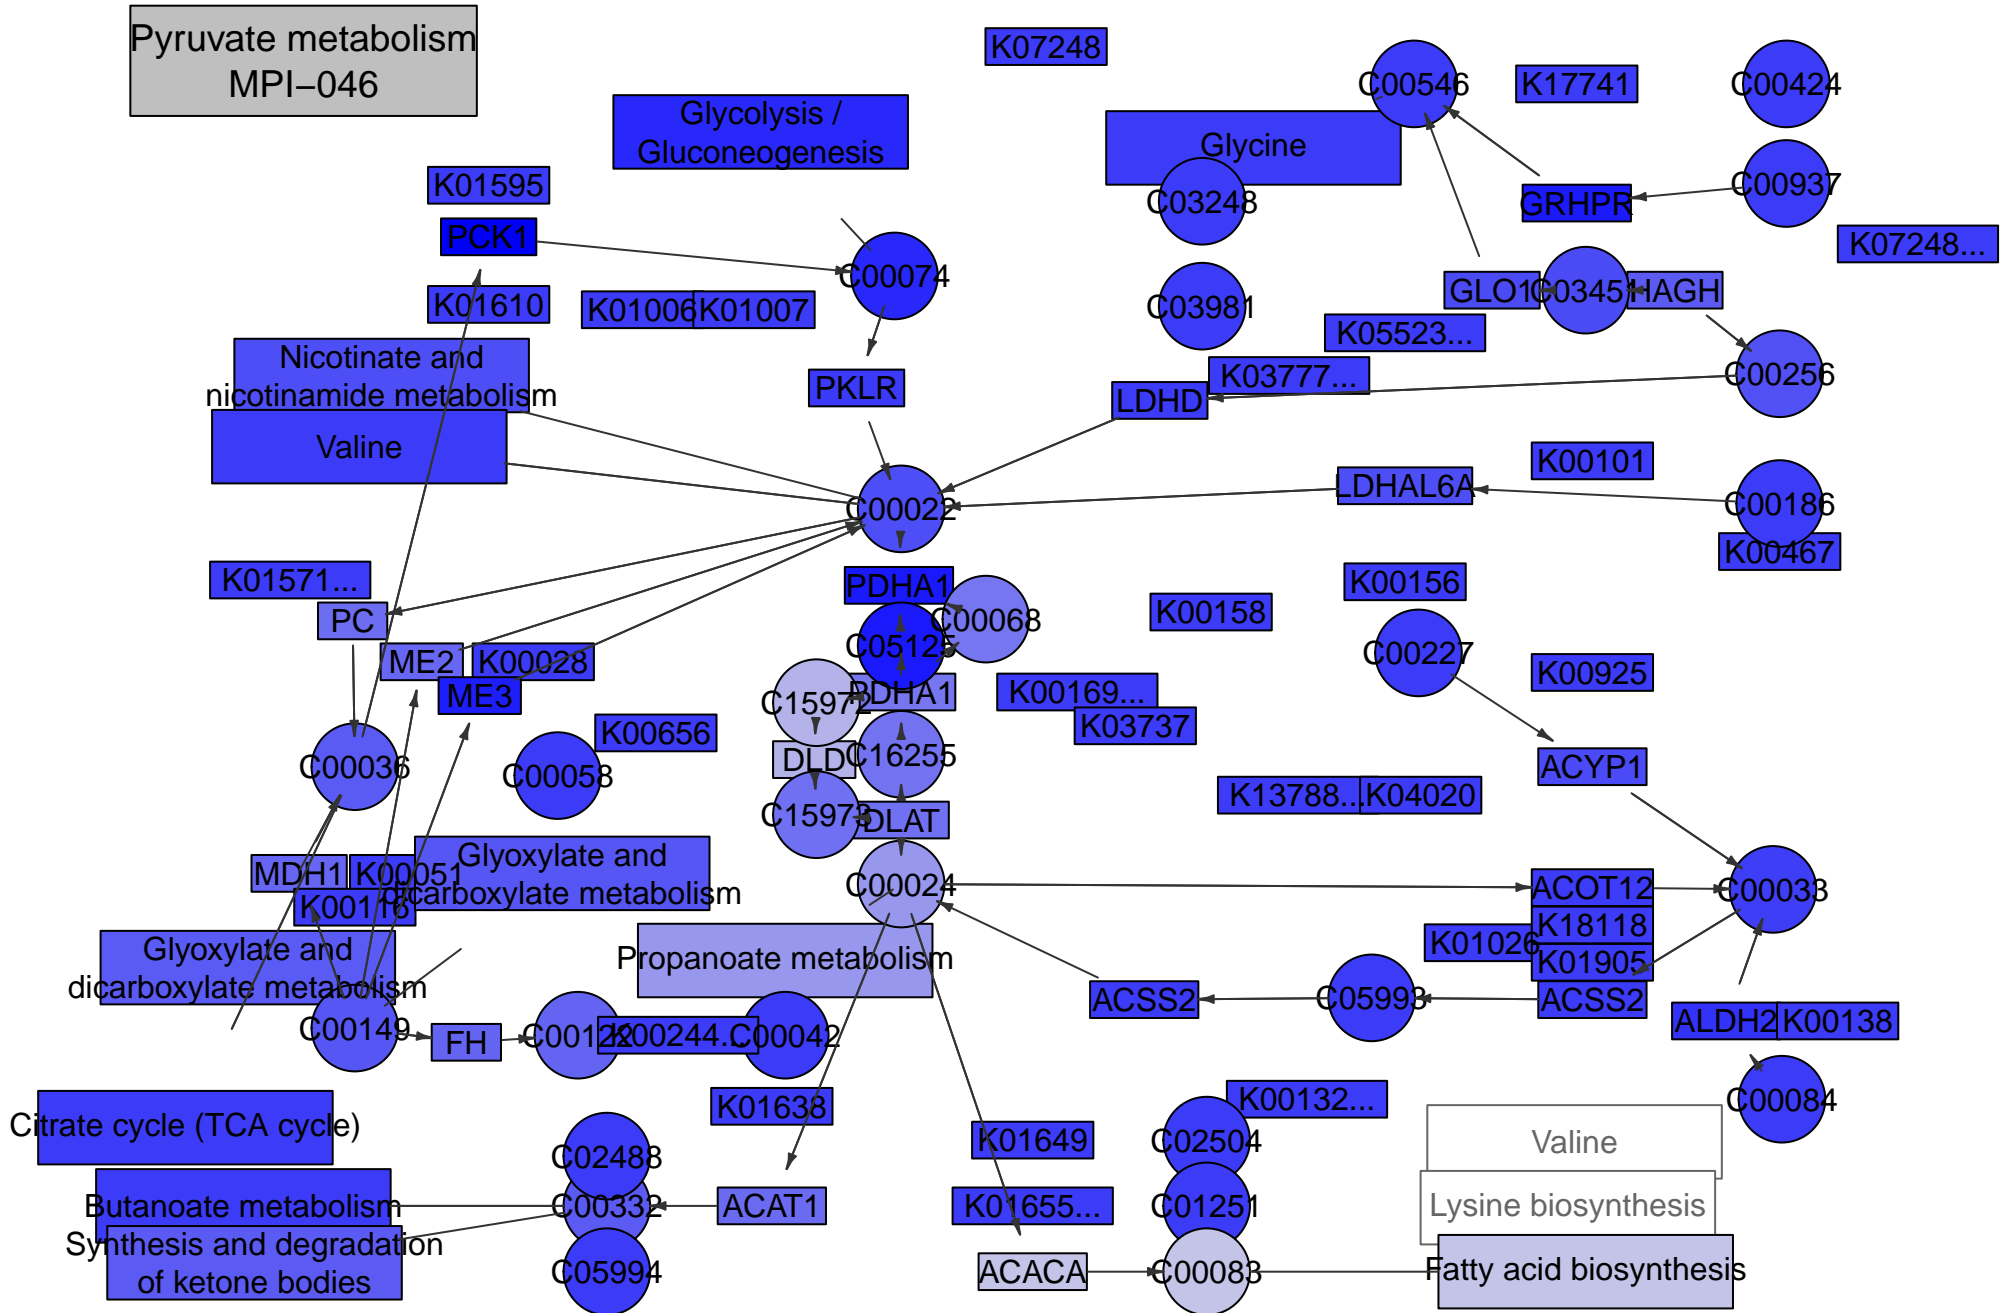 Pyruvate metabolism
MPI−046
K07248
C00546
K17741
C00424
Glycolysis /
Gluconeogenesis
Glycine
K01595
C03248
GRHPR
C00937
PCK1
K07248...
C00074
GLO1
C03451
HAGH
K01610
K01006
K01007
C03981
K05523...
Nicotinate and
nicotinamide metabolism
PKLR
K03777...
C00256
LDHD
Valine
K00101
LDHAL6A
C00186
C00022
K00467
K01571...
PDHA1
K00156
PC
C00068
K00158
C05125
C00227
ME2
K00028
K00925
ME3
PDHA1
K00169...
C15972
K03737
K00656
C00036
C00058
DLD
C16255
ACYP1
K13788...
K04020
C15973
DLAT
MDH1
K00051
Glyoxylate and
dicarboxylate metabolism
C00024
ACOT12
C00033
K00116
K18118
K01026
Glyoxylate and
dicarboxylate metabolism
Propanoate metabolism
K01905
ACSS2
C05993
ACSS2
ALDH2
K00138
C00149
FH
C00122
K00244...
C00042
K01638
K00132...
C00084
Citrate cycle (TCA cycle)
C02488
K01649
C02504
Valine
Butanoate metabolism
C00332
ACAT1
K01655...
C01251
Lysine biosynthesis
Synthesis and degradation
of ketone bodies
C05994
ACACA
C00083
Fatty acid biosynthesis